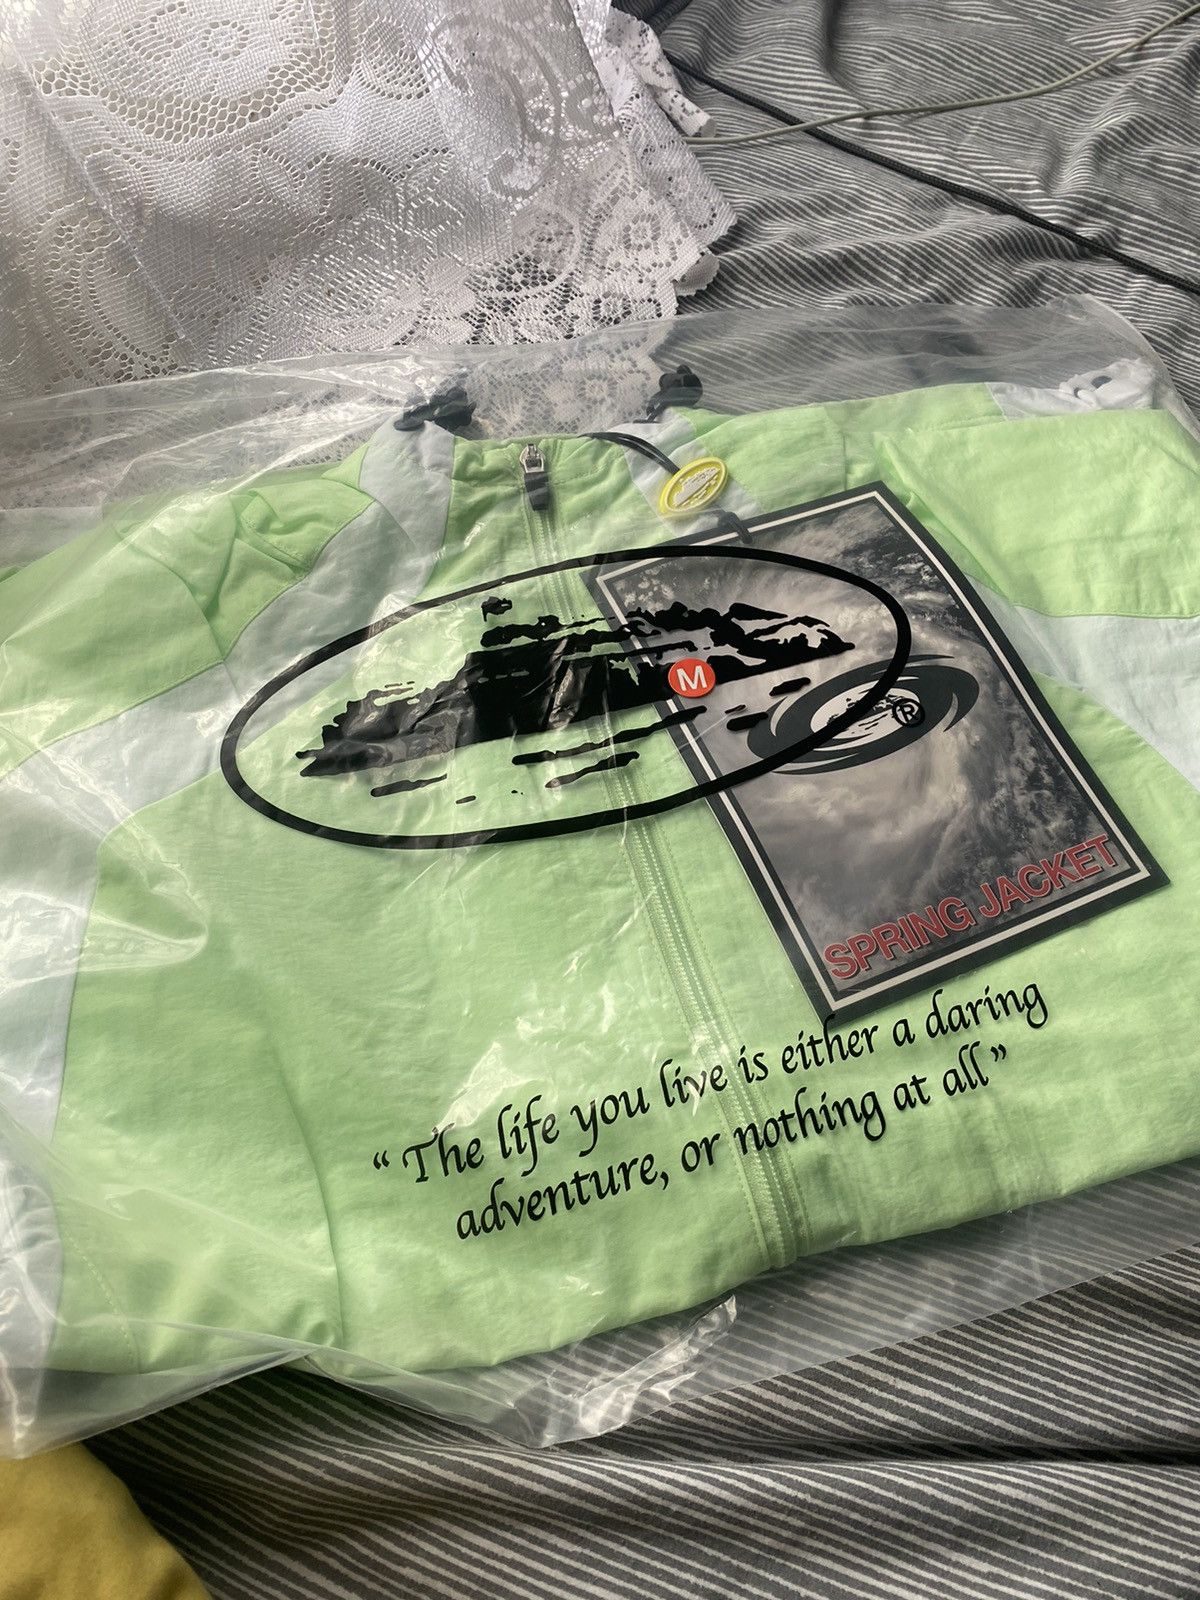 M
®
SPRING JACKET
“The life you live is either a daring
adventure, or nothing at all”